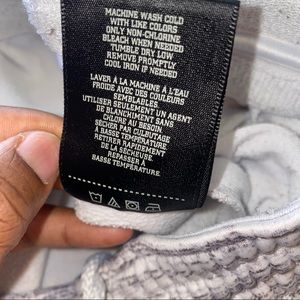 MACHINE WASH COLD
WITH LIKE COLORS
ONLY NON-CHLORINE
BLEACH WHEN NEEDED
TUMBLE DRY LOW
REMOVE PROMPTLY
COOL IRON IF NEEDED
LAVER À LA MACHINE À L'EAU
FROIDE AVEC DES COULEURS
SEMBLABLES.
UTILISER SEULEMENT UN AGENT
DE BLANCHIMENT SANS
CHLORE AU BESOIN
SÉCHER PAR CULBUTAGE
À BASSE TEMPÉRATURE
RETIRER RAPIDEMENT
DE LA SÉCHEUSE.
REPASSER À
BASSE TEMPÉRATURE.